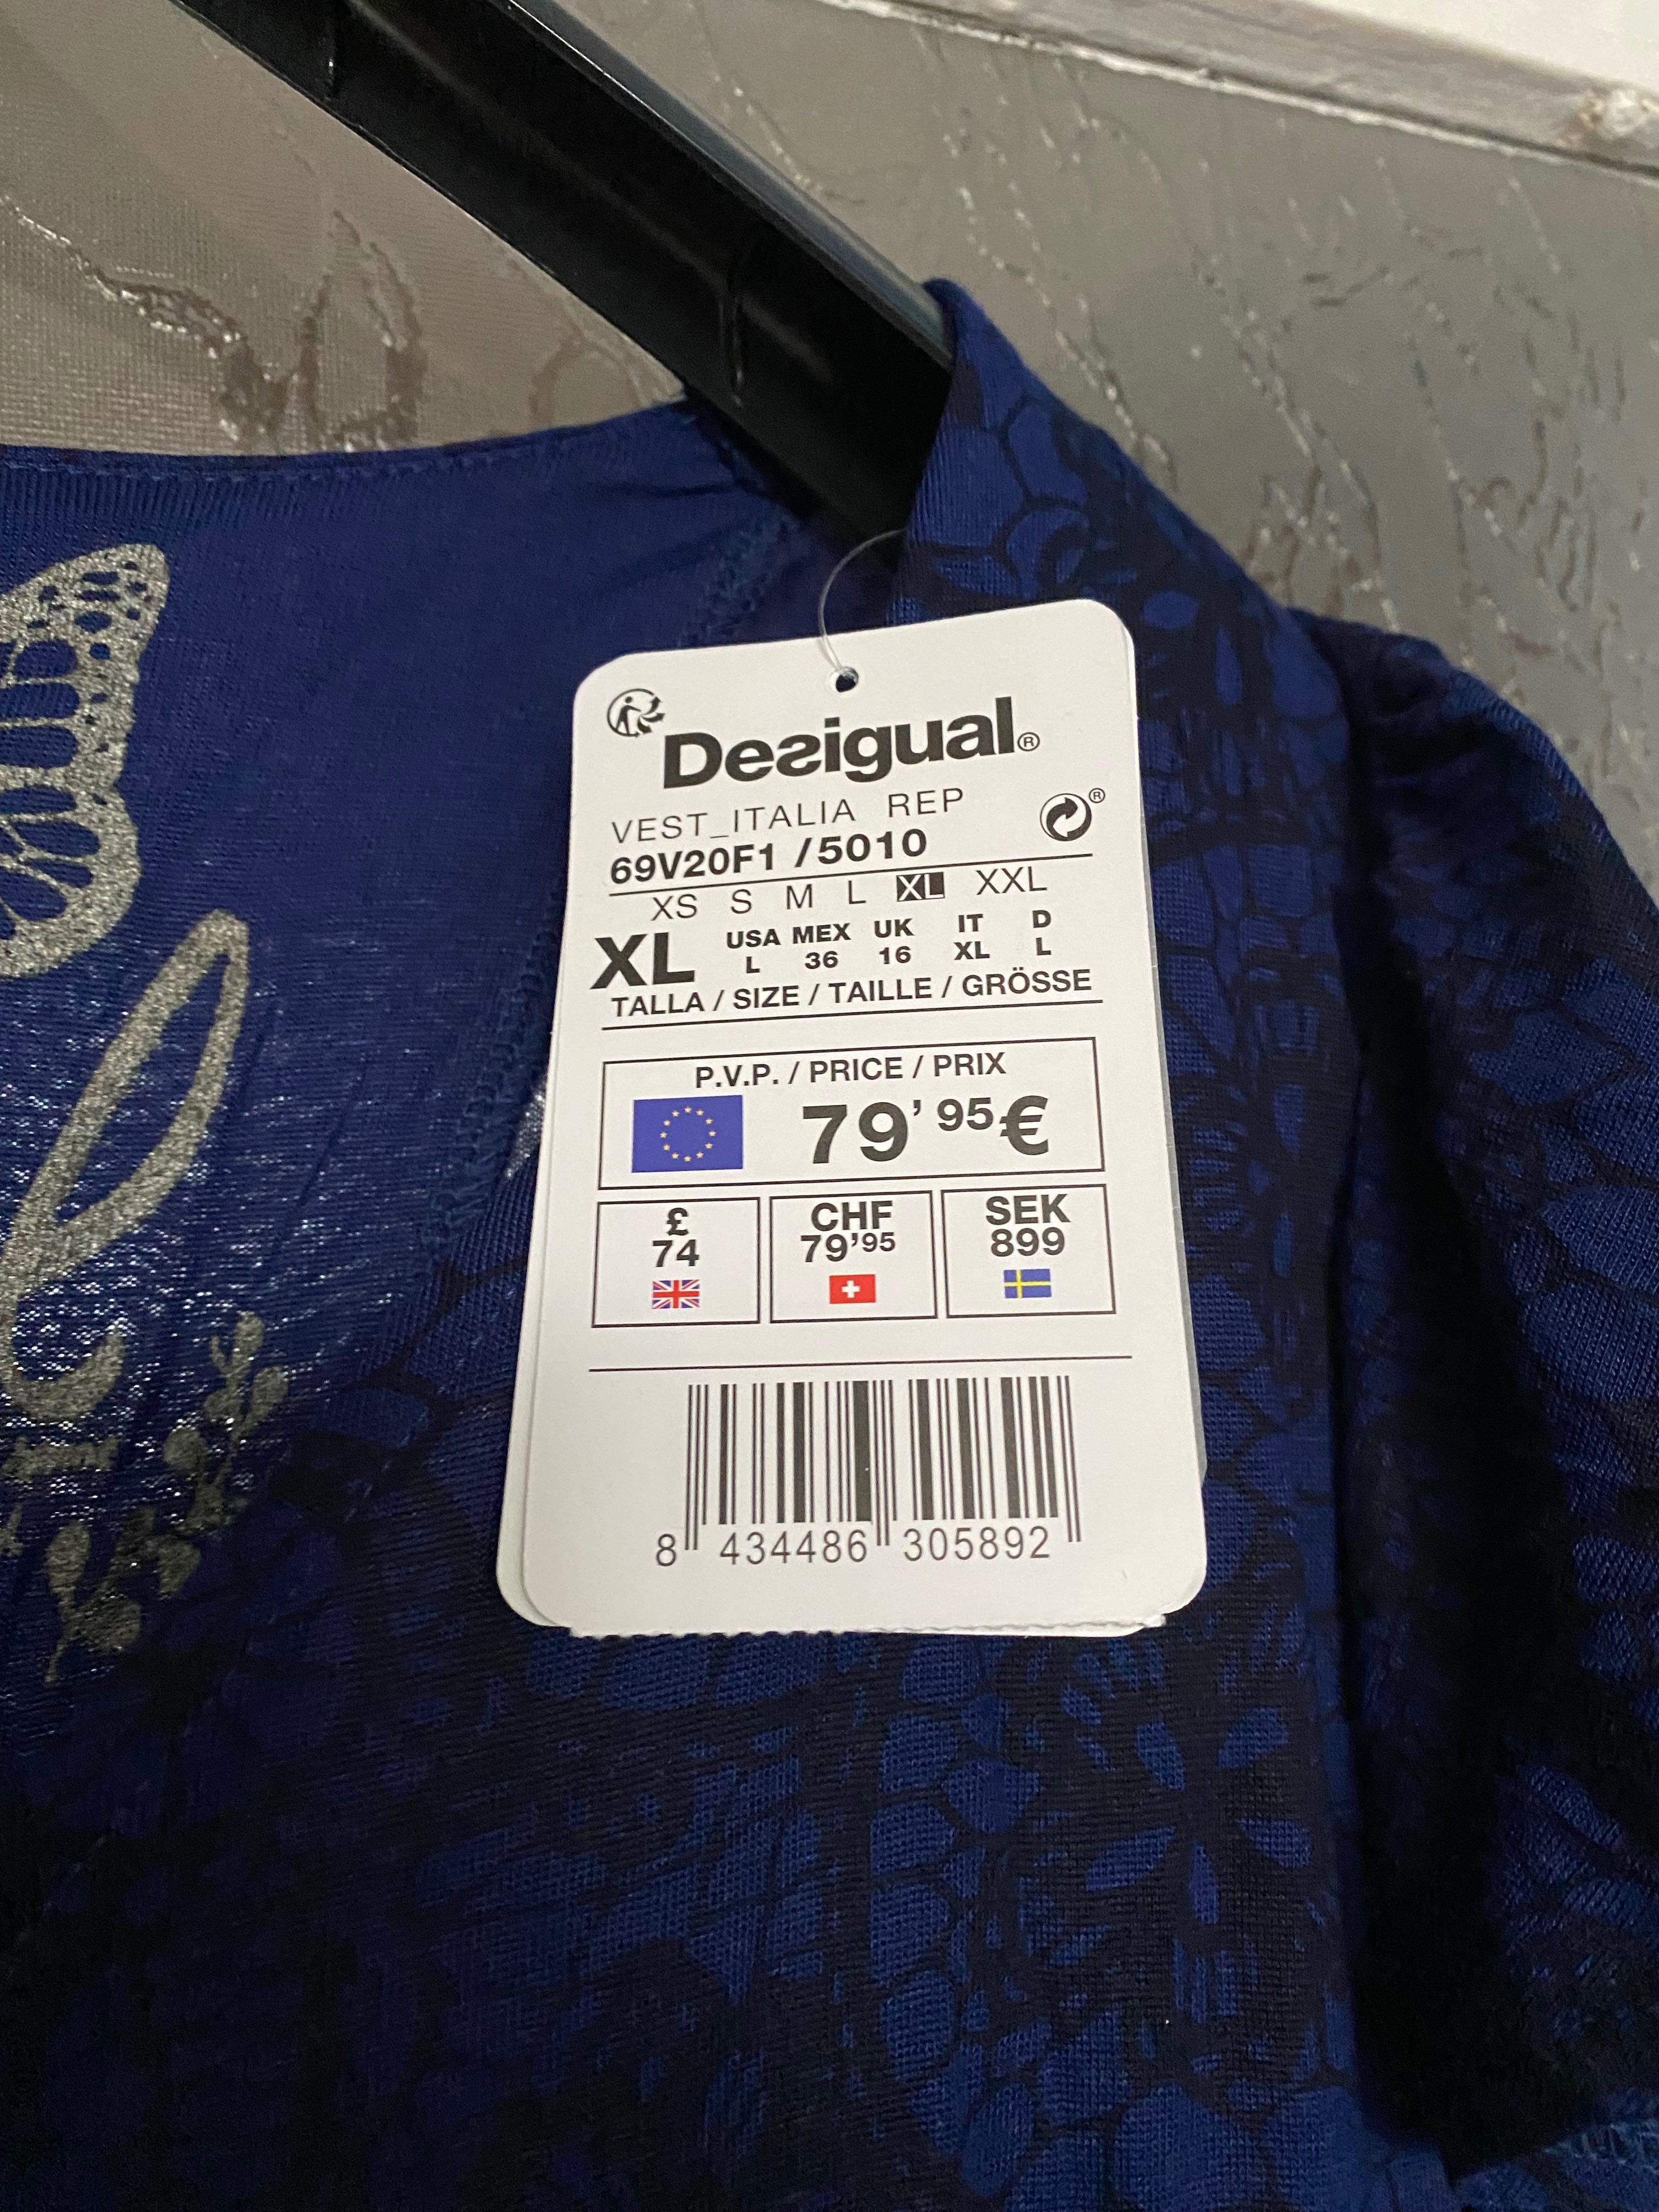 Desigual®
VEST_ITALIA REP
®
69V20F1 /5010
XS S M L XL XXL
XL USA MEX UK IT D
L 36 16 XL L
TALLA / SIZE / TAILLE / GRÖSSE
P.V.P. / PRICE / PRIX
79'95€
£ CHF SEK
74 79'95 899
8 434486 305892